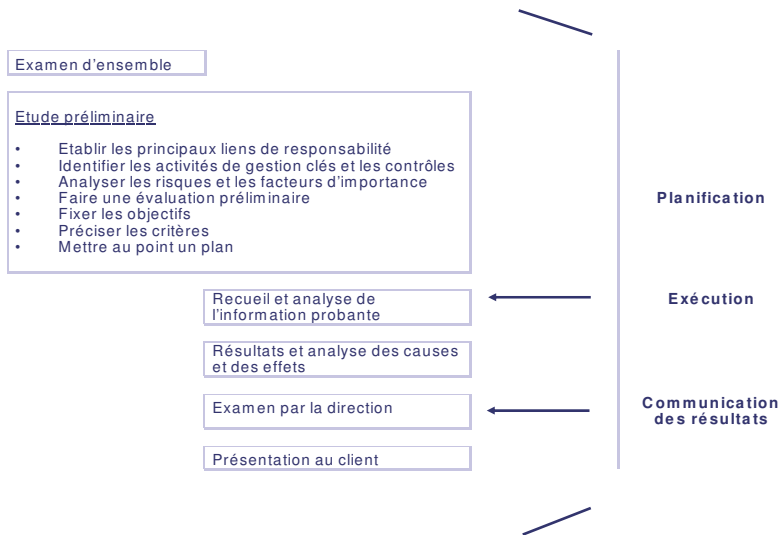 Examen d'ensemble
Etude préliminaire
• Etablir les principaux liens de responsabilité
• Identifier les activités de gestion clés et les contrôles
• Analyser les risques et les facteurs d'importance
• Faire une évaluation préliminaire
• Fixer les objectifs
• Préciser les critères
• Mettre au point un plan
Planification
Recueil et analyse de
l'information probante
Exécution
Résultats et analyse des causes
et des effets
Examen par la direction
Communication
des résultats
Présentation au client